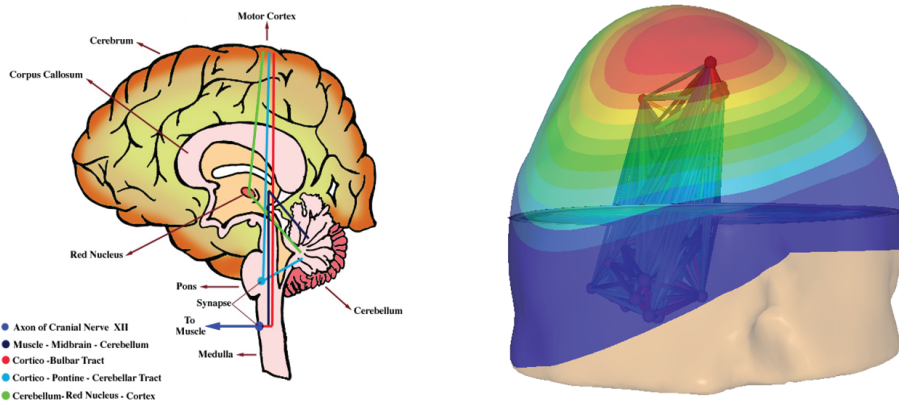 Motor Cortex
Cerebrum
Corpus Callosum
Red Nucleus
Pons
Synapse
Cerebellum
To
Muscle
Medulla
Axon of Cranial Nerve XII
Muscle - Midbrain - Cerebellum
Cortico -Bulbar Tract
Cortico - Pontine - Cerebellar Tract
Cerebellum- Red Nucleus - Cortex